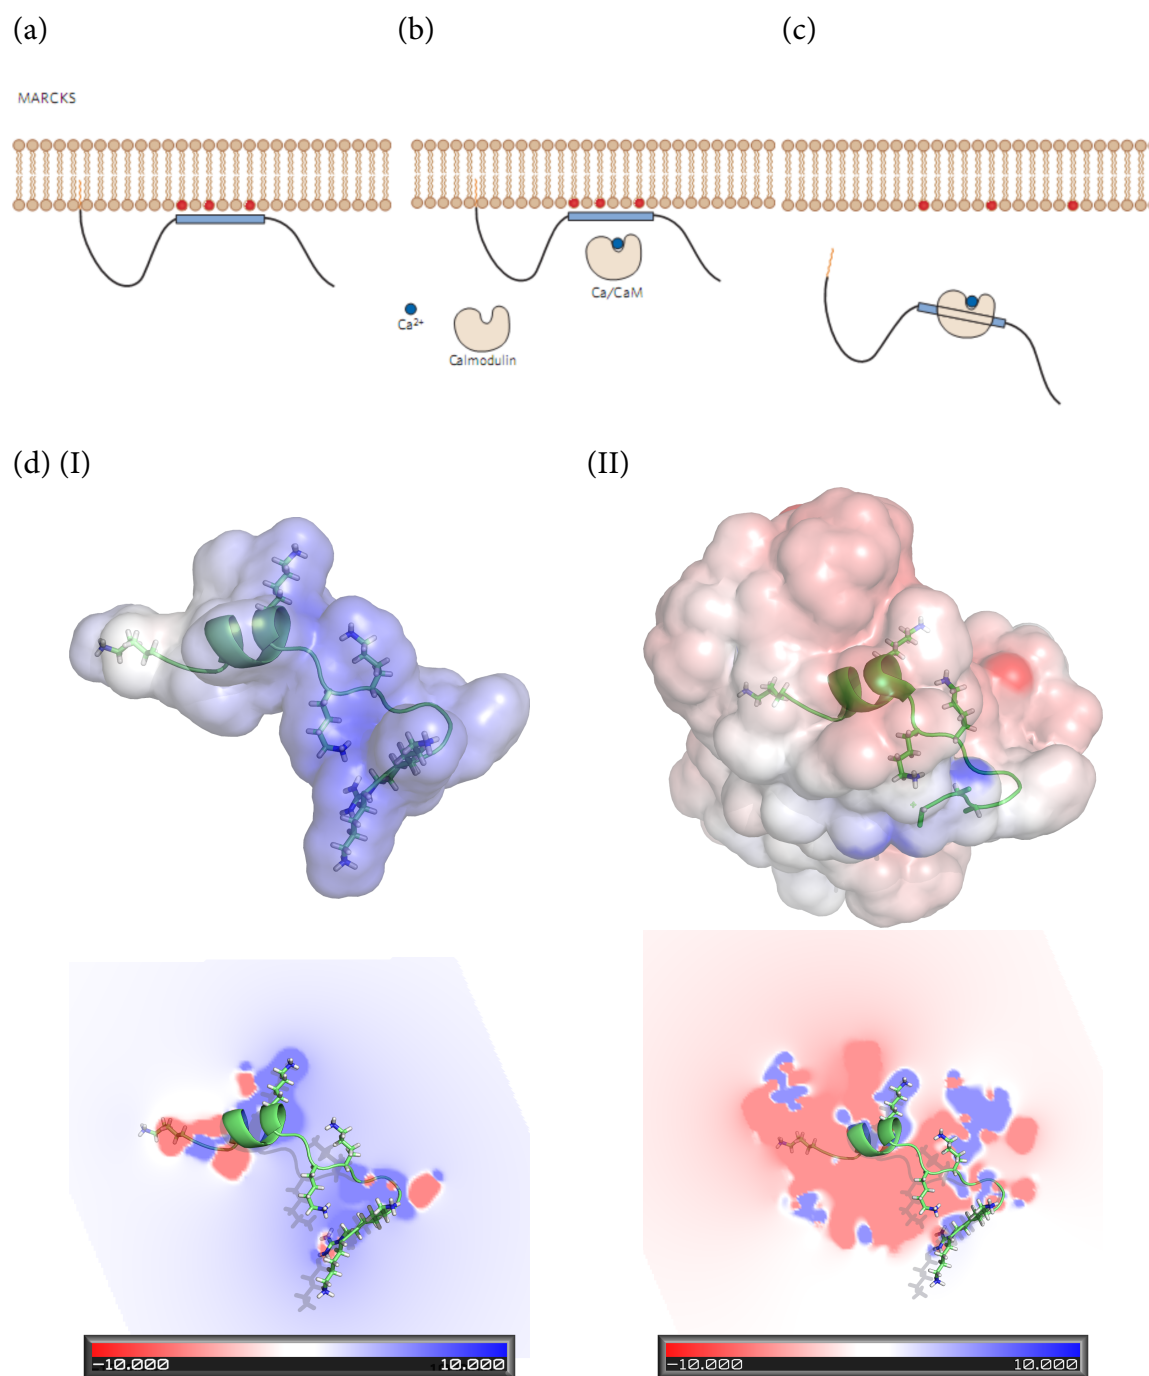 (a)
(b)
(c)
MARCKS
Ca/CaM
Ca²⁺
Calmodulin
(d) (I)
(II)
-10.000 10.000
-10.000 10.000